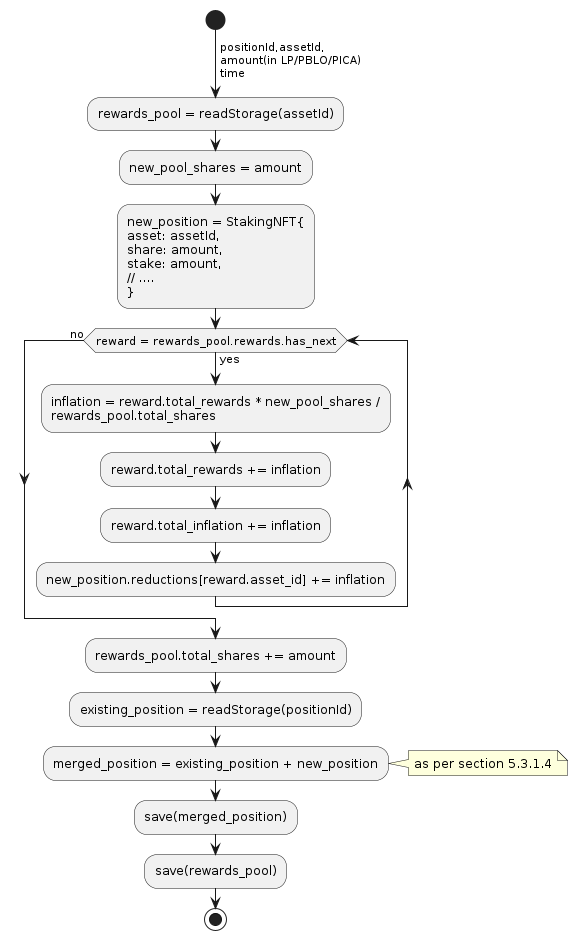 positionId, assetId,
amount(in LP/PBLO/PICA)
time
rewards_pool = readStorage(assetId)
new_pool_shares = amount
new_position = StakingNFT{
asset: assetId,
share: amount,
stake: amount,
// ....
}
no
reward = rewards_pool.rewards.has_next
yes
inflation = reward.total_rewards * new_pool_shares /
rewards_pool.total_shares
reward.total_rewards += inflation
reward.total_inflation += inflation
new_position.reductions[reward.asset_id] += inflation
rewards_pool.total_shares += amount
existing_position = readStorage(positionId)
merged_position = existing_position + new_position
as per section 5.3.1.4
save(merged_position)
save(rewards_pool)